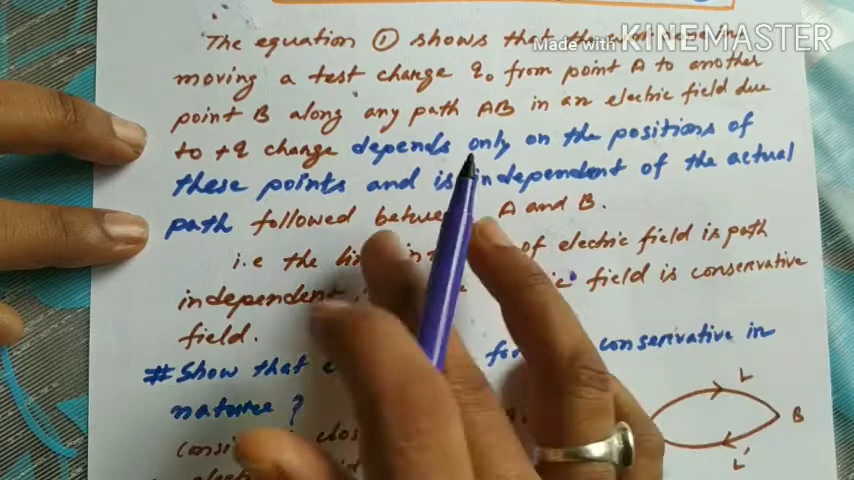 Made with KINEMASTER
The equation ① shows that the
moving a test charge q₀ from point A to another
point B along any path AB in an electric field due
to +q charge depends only on the positions of
these points and is independent of the actual
path followed A and B.
i.e the of electric field is path
independent field is conservative
field.
#Show that conservative in
L
B
L'